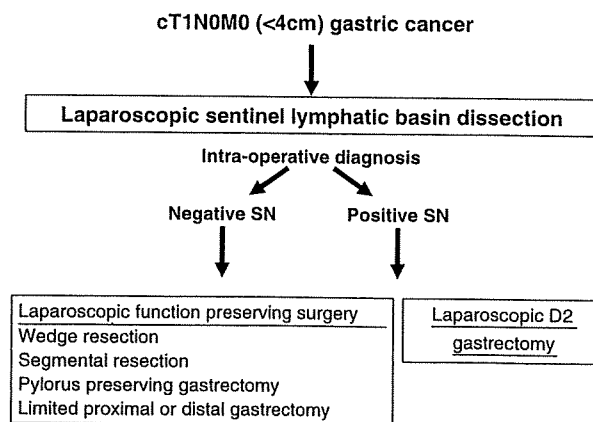 cT1N0M0 (<4cm) gastric cancer
Laparoscopic sentinel lymphatic basin dissection
Intra-operative diagnosis
Negative SN
Positive SN
Laparoscopic function preserving surgery
Wedge resection
Segmental resection
Pylorus preserving gastrectomy
Limited proximal or distal gastrectomy
Laparoscopic D2
gastrectomy